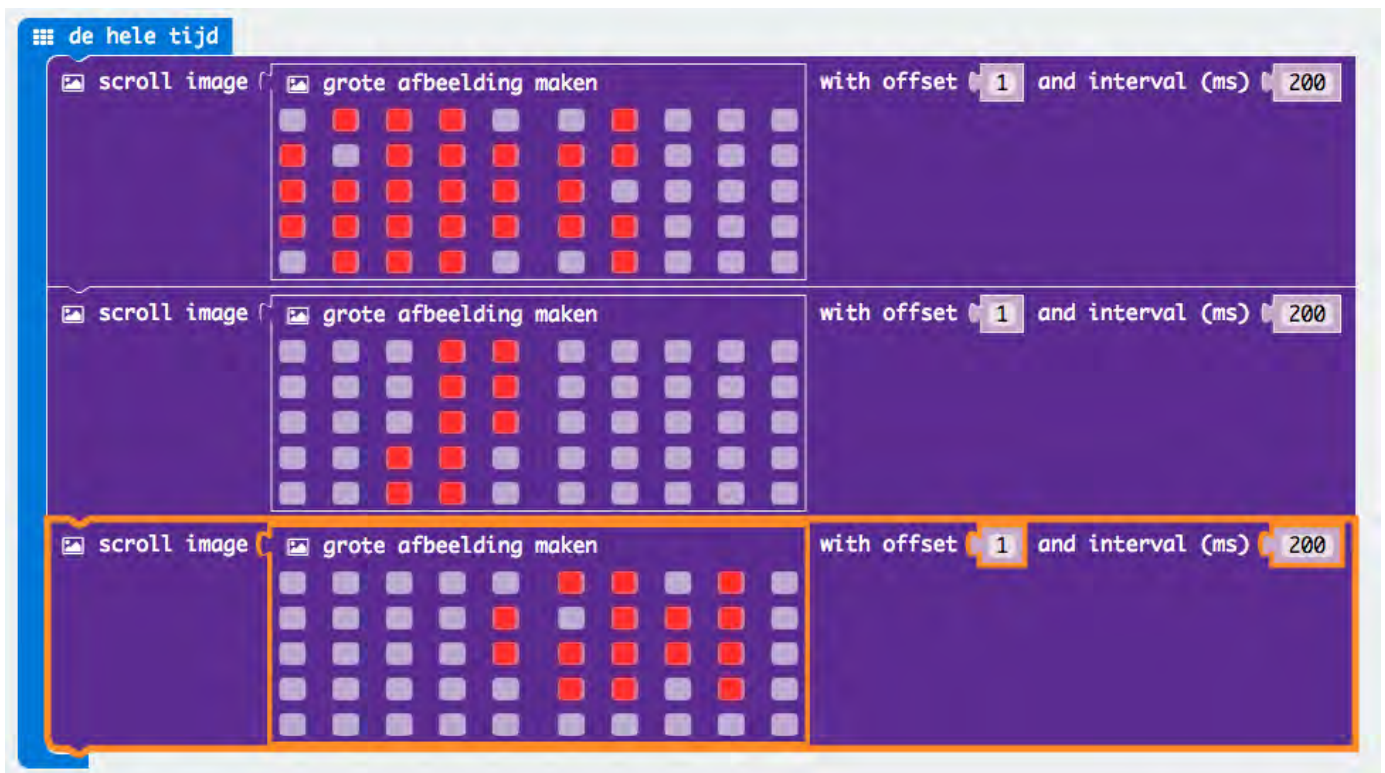 de hele tijd
scroll image grote afbeelding maken with offset 1 and interval (ms) 200
scroll image grote afbeelding maken with offset 1 and interval (ms) 200
scroll image grote afbeelding maken with offset 1 and interval (ms) 200